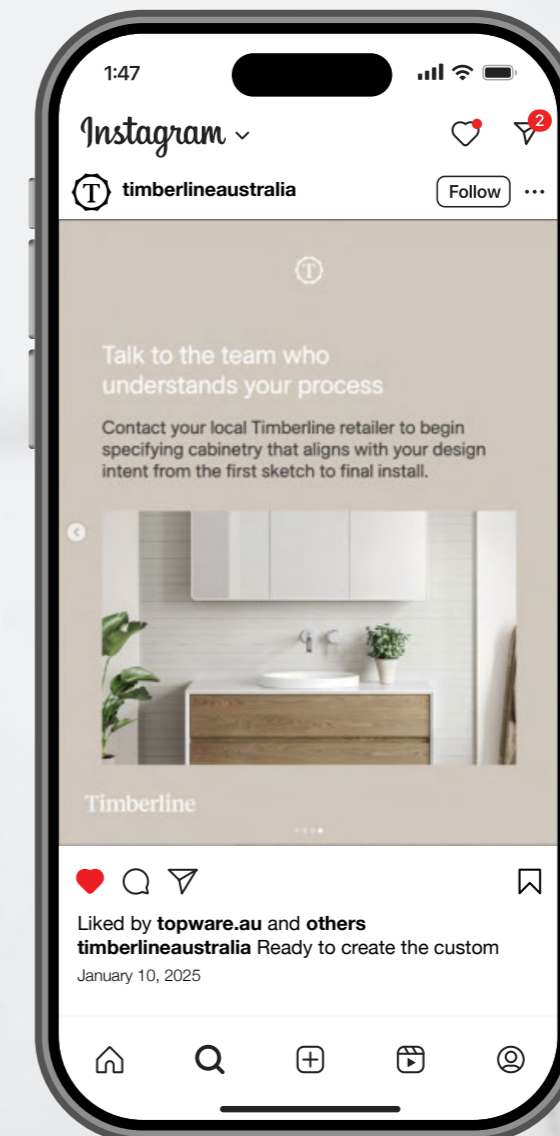 1:47
Instagram
2
T timberlineaustralia Follow
T
Talk to the team who
understands your process
Contact your local Timberline retailer to begin
specifying cabinetry that aligns with your design
intent from the first sketch to final install.
Timberline
Liked by topware.au and others
timberlineaustralia Ready to create the custom
January 10, 2025